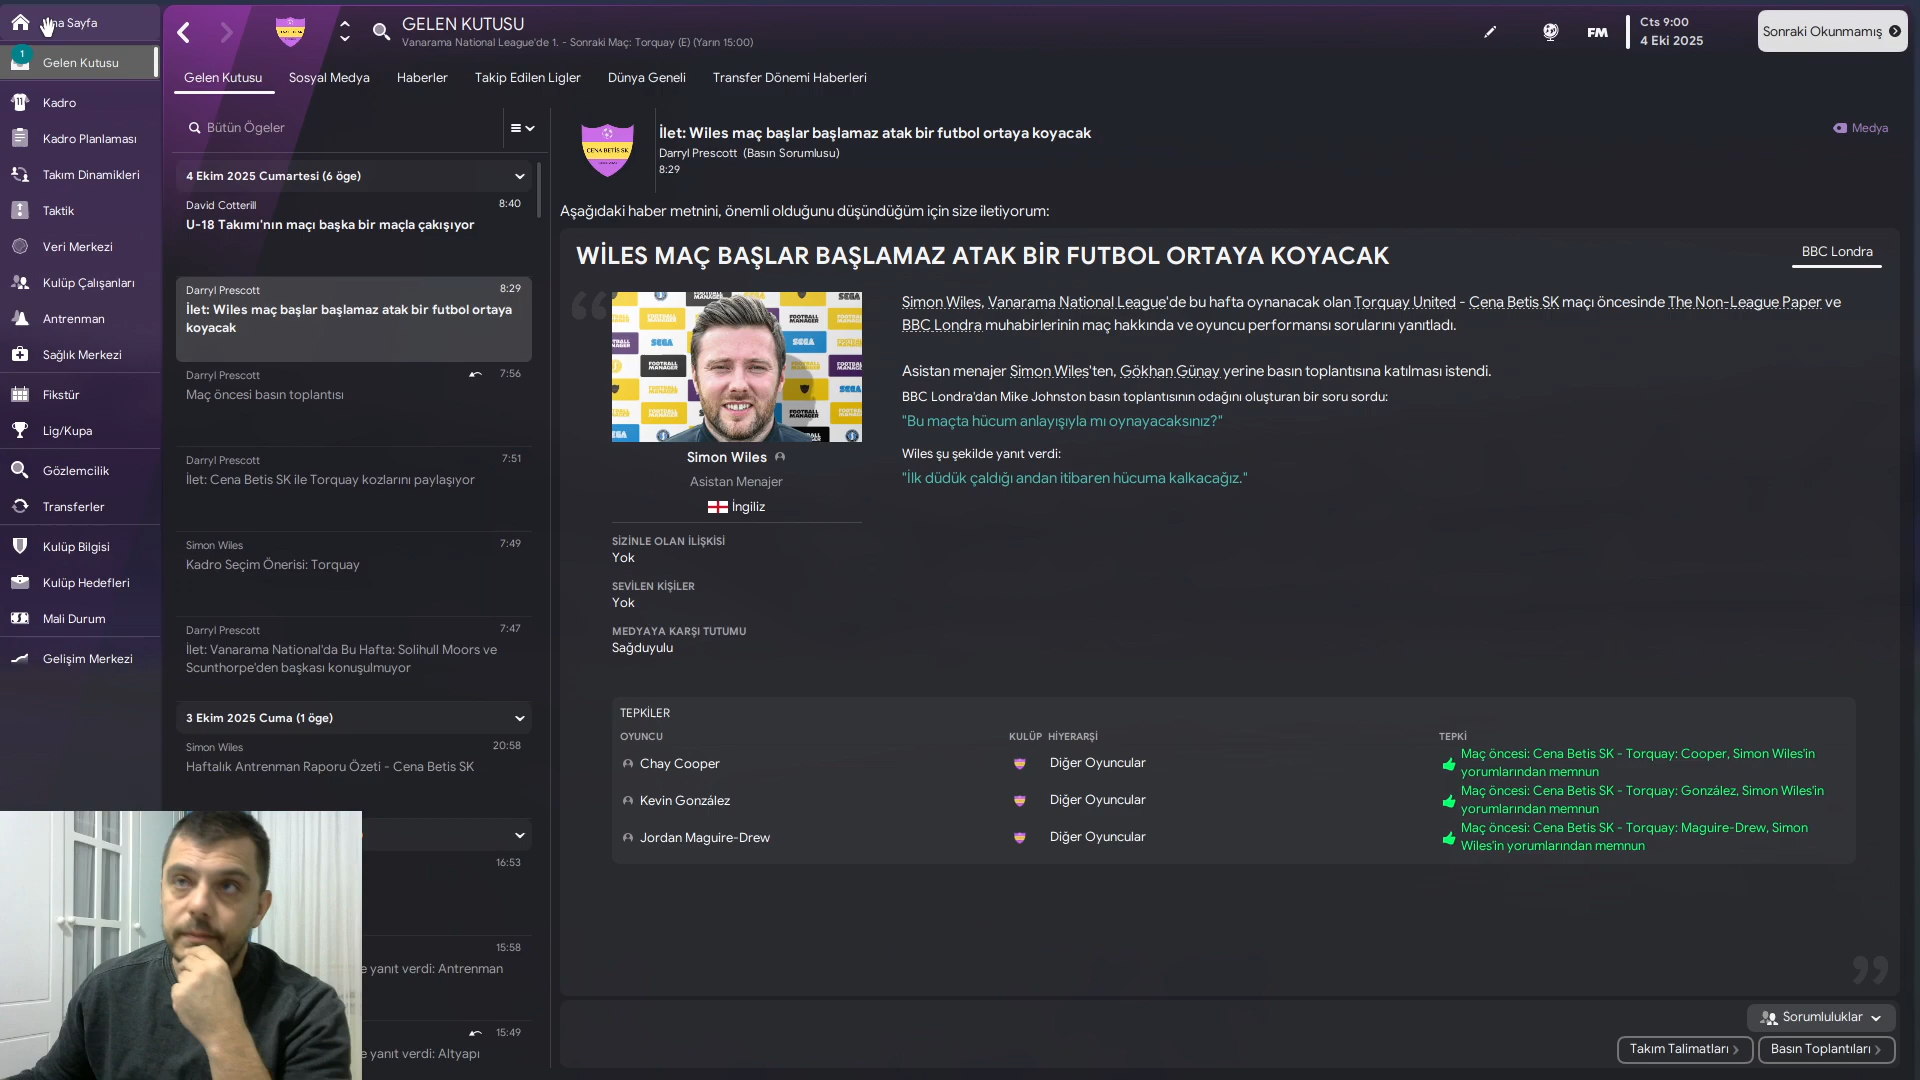 Ana Sayfa
1
Gelen Kutusu
Kadro
Kadro Planlaması
Takım Dinamikleri
Taktik
Veri Merkezi
Kulüp Çalışanları
Antrenman
Sağlık Merkezi
Fikstür
Lig/Kupa
Gözlemcilik
Transferler
Kulüp Bilgisi
Kulüp Hedefleri
Mali Durum
Gelişim Merkezi
GELEN KUTUSU
Vanarama National League'de 1. - Sonraki Maç: Torquay (E) (Yarın 15:00)
FM
Cts 9:00
4 Eki 2025
Sonraki Okunmamış
Gelen Kutusu
Sosyal Medya
Haberler
Takip Edilen Ligler
Dünya Geneli
Transfer Dönemi Haberleri
Bütün Ögeler
4 Ekim 2025 Cumartesi (6 öge)
David Cotterill 8:40
U-18 Takımı'nın maçı başka bir maçla çakışıyor
Darryl Prescott 8:29
İlet: Wiles maç başlar başlamaz atak bir futbol ortaya
koyacak
Darryl Prescott 7:56
Maç öncesi basın toplantısı
Darryl Prescott 7:51
İlet: Cena Betis SK ile Torquay kozlarını paylaşıyor
Simon Wiles 7:49
Kadro Seçim Önerisi: Torquay
Darryl Prescott 7:47
İlet: Vanarama National'da Bu Hafta: Solihull Moors ve
Scunthorpe'den başkası konuşulmuyor
3 Ekim 2025 Cuma (1 öge)
Simon Wiles 20:58
Haftalık Antrenman Raporu Özeti - Cena Betis SK
16:53
15:58
e yanıt verdi: Antrenman
15:49
e yanıt verdi: Altyapı
CENA BETİS SK
İlet: Wiles maç başlar başlamaz atak bir futbol ortaya koyacak
Darryl Prescott (Basın Sorumlusu)
8:29
Medya
Aşağıdaki haber metnini, önemli olduğunu düşündüğüm için size iletiyorum:
WİLES MAÇ BAŞLAR BAŞLAMAZ ATAK BİR FUTBOL ORTAYA KOYACAK
BBC Londra
Simon Wiles, Vanarama National League'de bu hafta oynanacak olan Torquay United - Cena Betis SK maçı öncesinde The Non-League Paper ve
BBC Londra muhabirlerinin maç hakkında ve oyuncu performansı sorularını yanıtladı.
Asistan menajer Simon Wiles'ten, Gökhan Günay yerine basın toplantısına katılması istendi.
BBC Londra'dan Mike Johnston basın toplantısının odağını oluşturan bir soru sordu:
"Bu maçta hücum anlayışıyla mı oynayacaksınız?"
Wiles şu şekilde yanıt verdi:
"İlk düdük çaldığı andan itibaren hücuma kalkacağız."
Simon Wiles
Asistan Menajer
İngiliz
SİZİNLE OLAN İLİŞKİSİ
Yok
SEVİLEN KİŞİLER
Yok
MEDYAYA KARŞI TUTUMU
Sağduyulu
TEPKİLER
OYUNCU KULÜP HİYERARŞİ TEPKİ
Chay Cooper Diğer Oyuncular Maç öncesi: Cena Betis SK - Torquay: Cooper, Simon Wiles'in
yorumlarından memnun
Kevin González Diğer Oyuncular Maç öncesi: Cena Betis SK - Torquay: González, Simon Wiles'in
yorumlarından memnun
Jordan Maguire-Drew Diğer Oyuncular Maç öncesi: Cena Betis SK - Torquay: Maguire-Drew, Simon
Wiles'in yorumlarından memnun
Sorumluluklar
Takım Talimatları
Basın Toplantıları